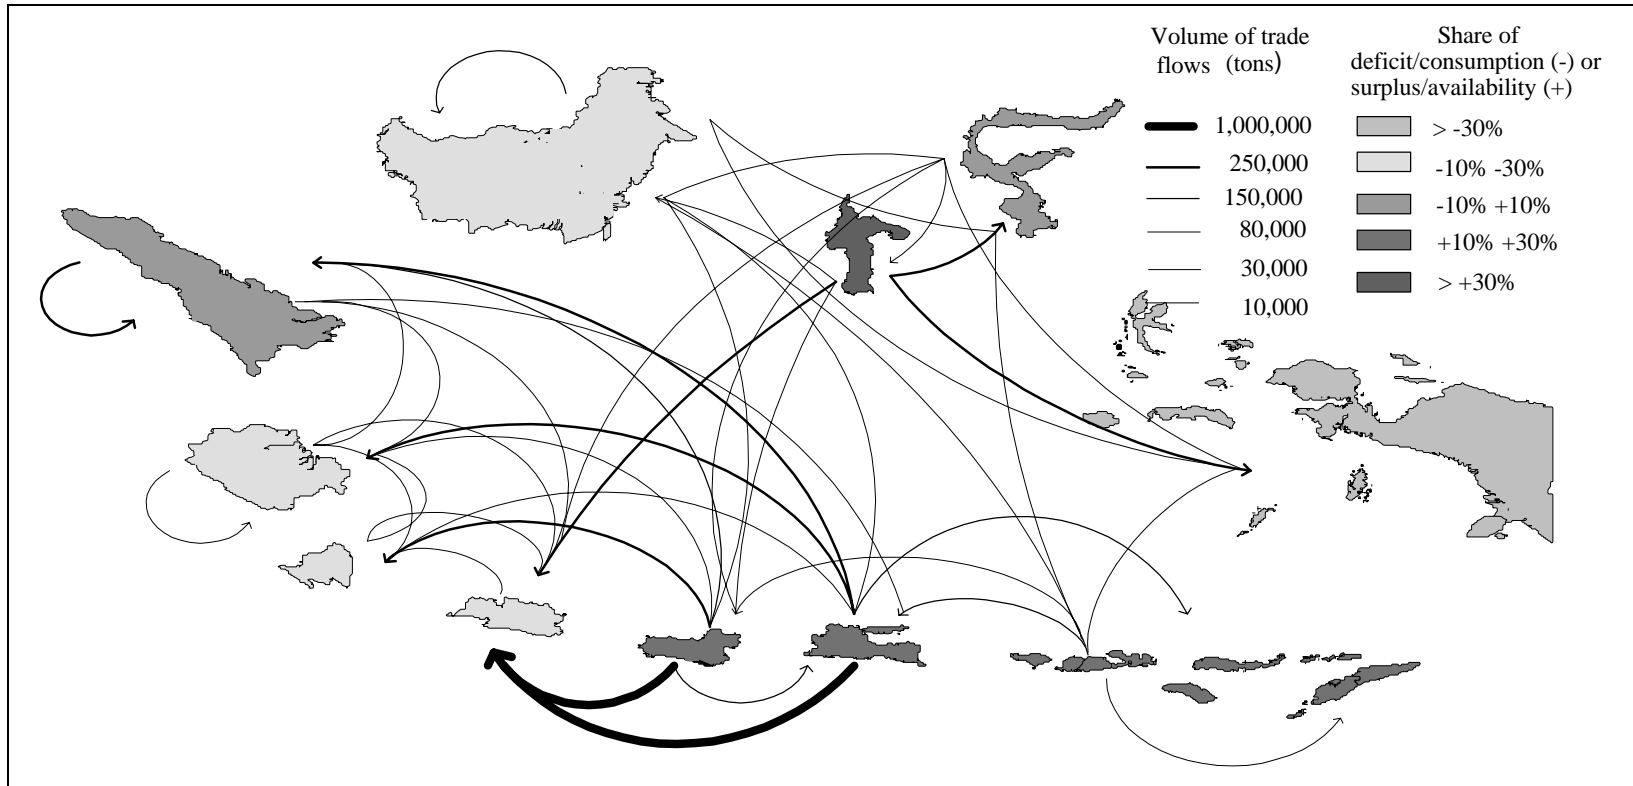 Volume of trade
flows (tons)
1,000,000
250,000
150,000
80,000
30,000
10,000
Share of
deficit/consumption (-) or
surplus/availability (+)
> -30%
-10% -30%
-10% +10%
+10% +30%
> +30%